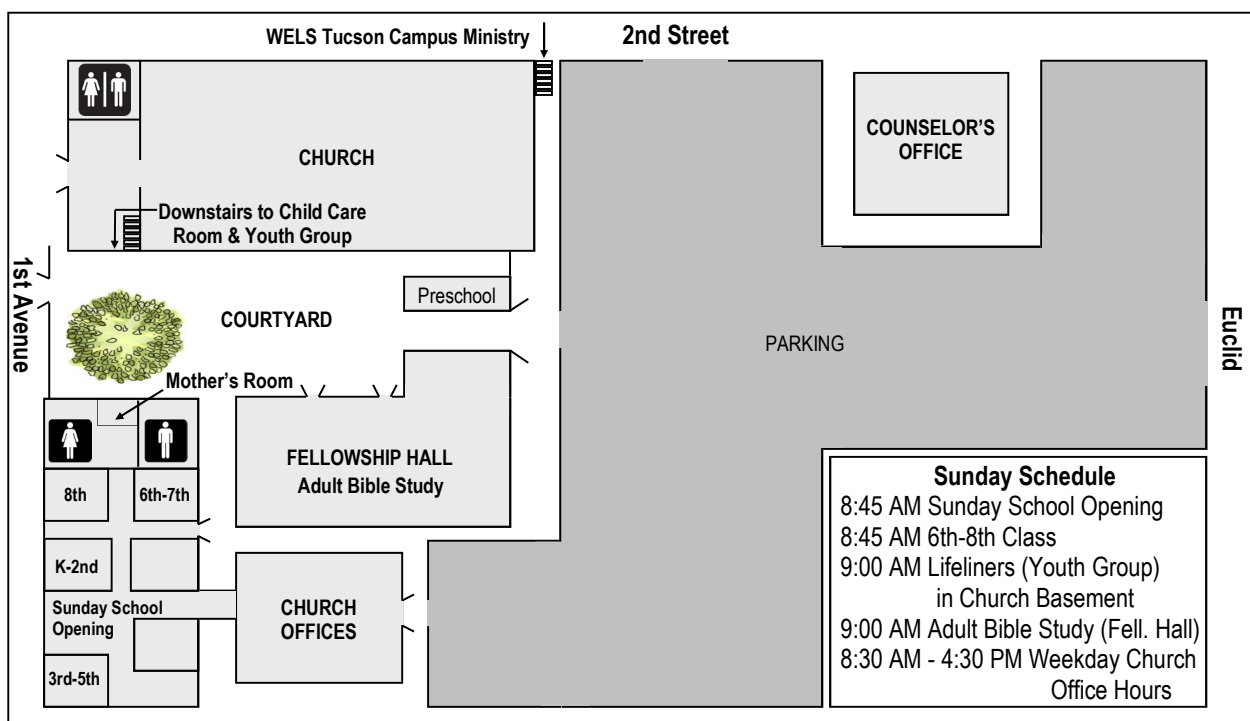 WELS Tucson Campus Ministry
2nd Street
CHURCH
COUNSELOR'S
OFFICE
Downstairs to Child Care
Room & Youth Group
1st Avenue
Preschool
COURTYARD
PARKING
Euclid
Mother's Room
FELLOWSHIP HALL
Adult Bible Study
8th
6th-7th
K-2nd
Sunday School
Opening
3rd-5th
CHURCH
OFFICES
Sunday Schedule
8:45 AM Sunday School Opening
8:45 AM 6th-8th Class
9:00 AM Lifeliners (Youth Group)
in Church Basement
9:00 AM Adult Bible Study (Fell. Hall)
8:30 AM - 4:30 PM Weekday Church
Office Hours